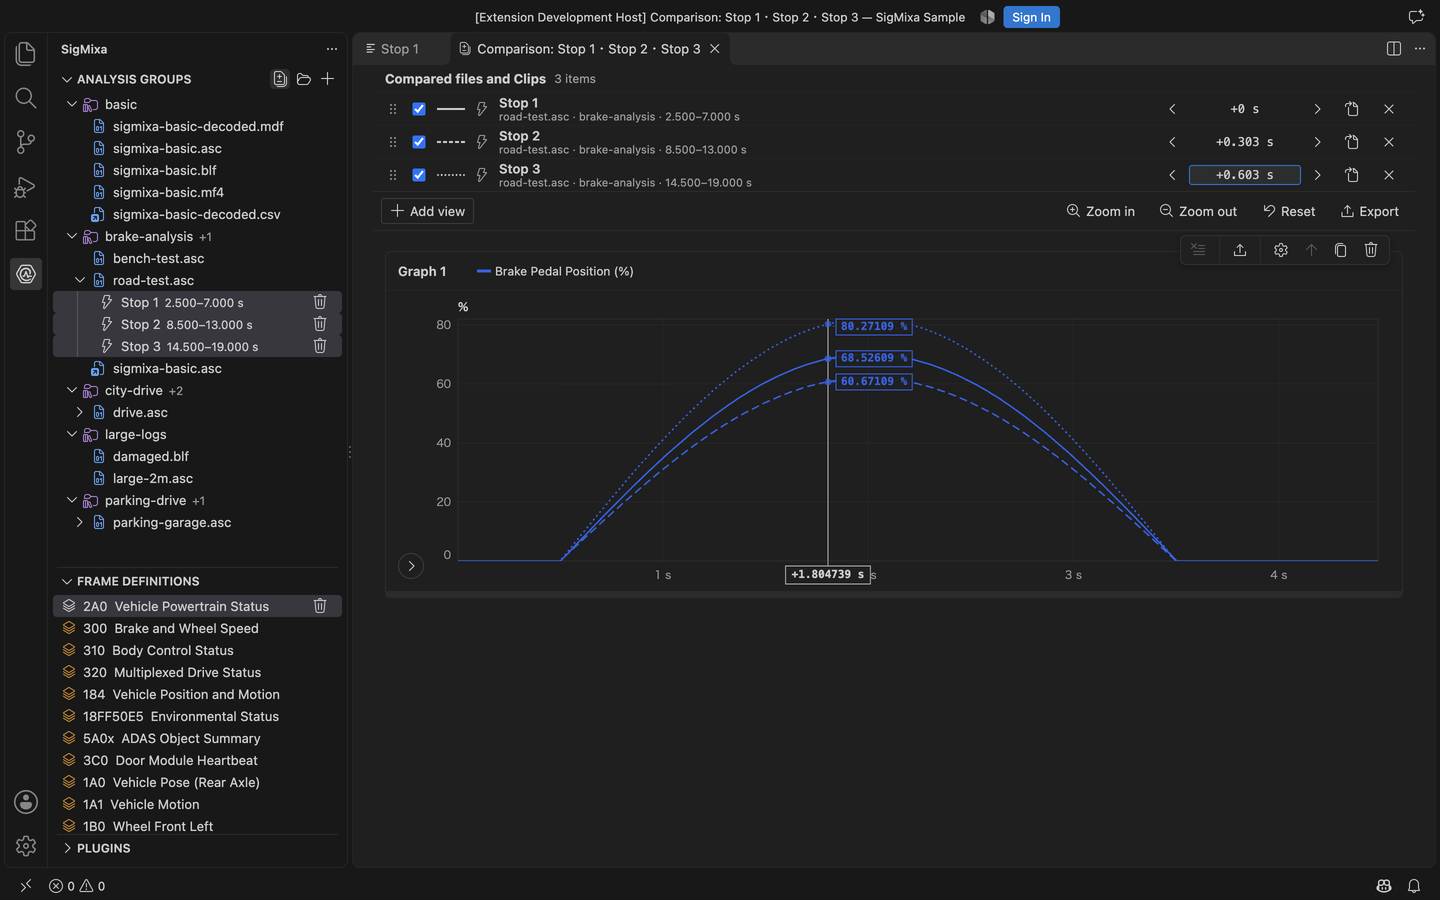 [Extension Development Host] Comparison: Stop 1 · Stop 2 · Stop 3 — SigMixa Sample
Sign In
SigMixa
Stop 1
Comparison: Stop 1 · Stop 2 · Stop 3
ANALYSIS GROUPS
basic
sigmixa-basic-decoded.mdf
sigmixa-basic.asc
sigmixa-basic.blf
sigmixa-basic.mf4
sigmixa-basic-decoded.csv
brake-analysis +1
bench-test.asc
road-test.asc
Stop 1 2.500–7.000 s
Stop 2 8.500–13.000 s
Stop 3 14.500–19.000 s
sigmixa-basic.asc
city-drive +2
drive.asc
large-logs
damaged.blf
large-2m.asc
parking-drive +1
parking-garage.asc
FRAME DEFINITIONS
2A0 Vehicle Powertrain Status
300 Brake and Wheel Speed
310 Body Control Status
320 Multiplexed Drive Status
184 Vehicle Position and Motion
18FF50E5 Environmental Status
5A0x ADAS Object Summary
3C0 Door Module Heartbeat
1A0 Vehicle Pose (Rear Axle)
1A1 Vehicle Motion
1B0 Wheel Front Left
PLUGINS
0 0
Compared files and Clips 3 items
Stop 1
road-test.asc · brake-analysis · 2.500–7.000 s
+0 s
Stop 2
road-test.asc · brake-analysis · 8.500–13.000 s
+0.303 s
Stop 3
road-test.asc · brake-analysis · 14.500–19.000 s
+0.603 s
Add view
Zoom in
Zoom out
Reset
Export
Graph 1
Brake Pedal Position (%)
%
80
60
40
20
0
80.27109 %
68.52609 %
60.67109 %
1 s
+1.804739 s
s
3 s
4 s